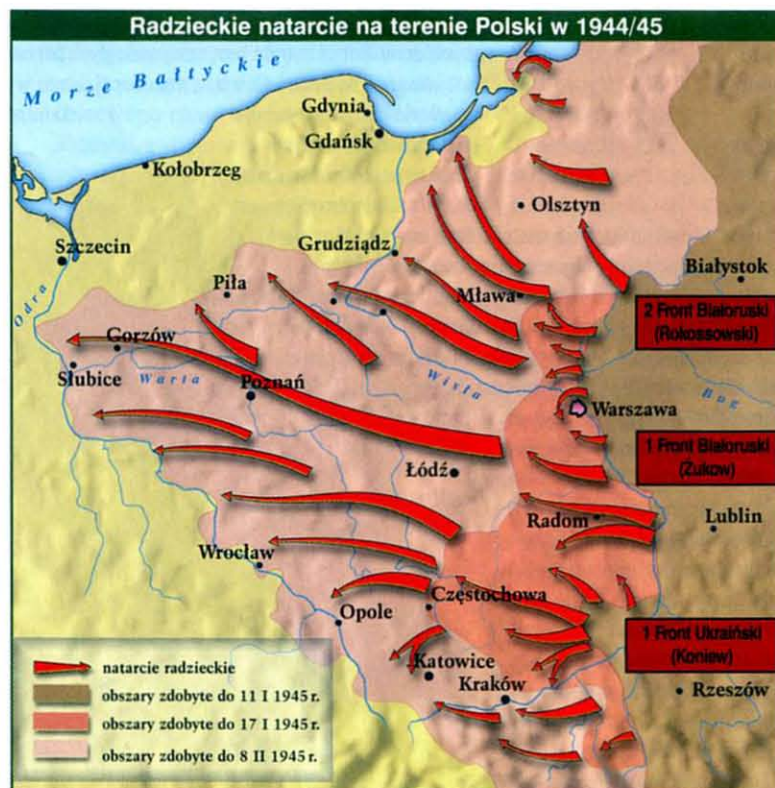 Radzieckie natarcie na terenie Polski w 1944/45
Morze Bałtyckie
Gdynia
Gdańsk
Kołobrzeg
Olsztyn
Szczecin
Grudziądz
Białystok
Piła
Mława
Odra
2 Front Białoruski
(Rokossowski)
Gorzów
Słubice
Warta
Wisła
Bug
Poznań
Warszawa
1 Front Białoruski
(Żukow)
Łódź
Radom
Lublin
Wrocław
Częstochowa
Opole
1 Front Ukraiński
(Koniew)
Katowice
Kraków
Rzeszów
natarcie radzieckie
obszary zdobyte do 11 I 1945 r.
obszary zdobyte do 17 I 1945 r.
obszary zdobyte do 8 II 1945 r.